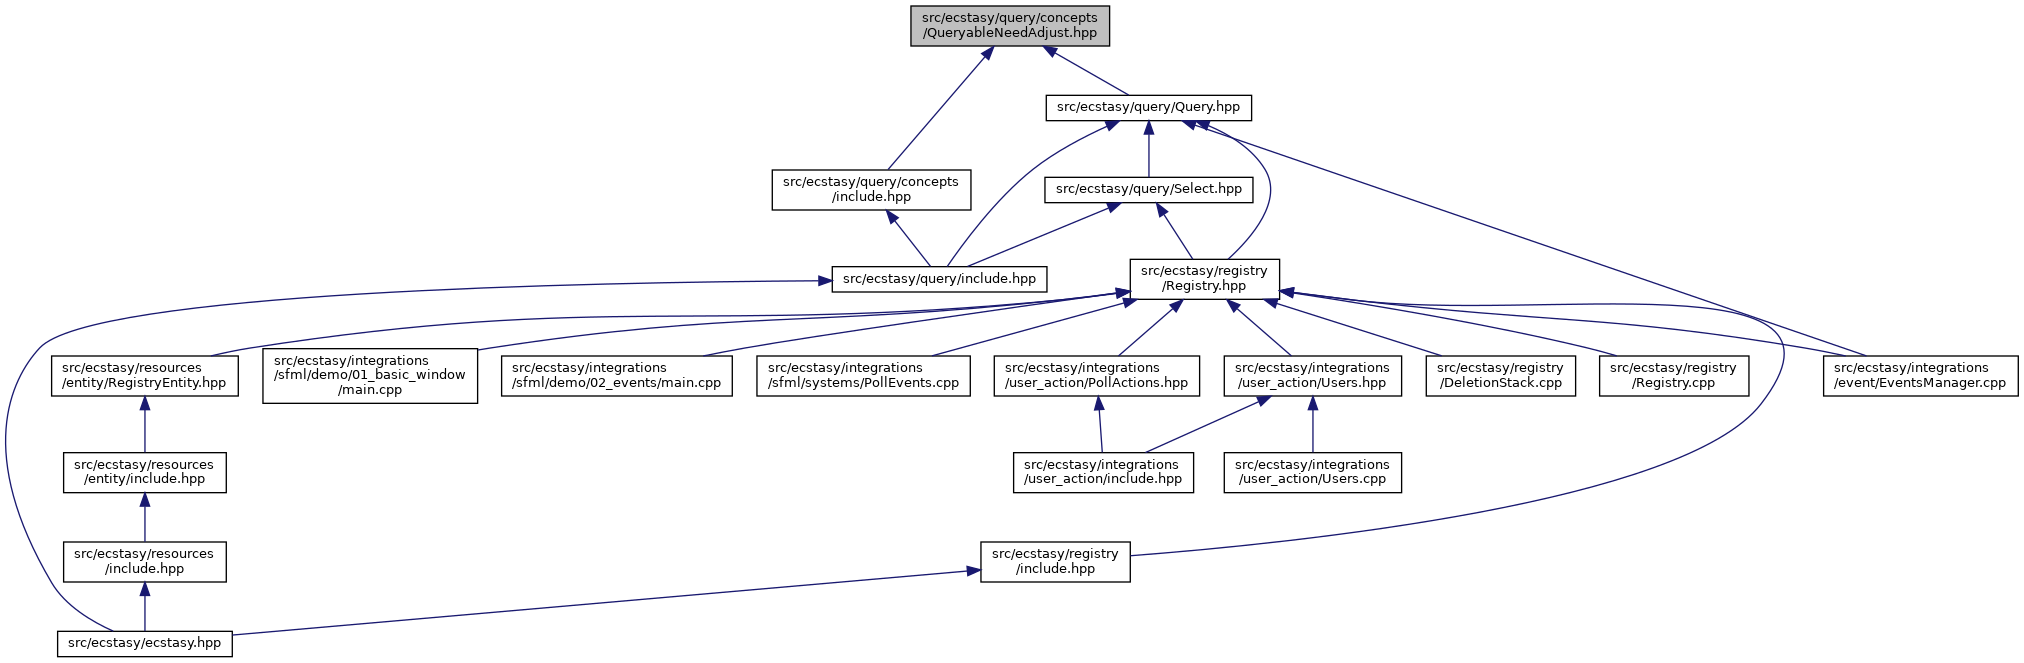 src/ecstasy/query/concepts
/QueryableNeedAdjust.hpp
src/ecstasy/query/Query.hpp
src/ecstasy/query/concepts
/include.hpp
src/ecstasy/query/Select.hpp
src/ecstasy/query/include.hpp
src/ecstasy/registry
/Registry.hpp
src/ecstasy/resources
/entity/RegistryEntity.hpp
src/ecstasy/integrations
/sfml/demo/01_basic_window
/main.cpp
src/ecstasy/integrations
/sfml/demo/02_events/main.cpp
src/ecstasy/integrations
/sfml/systems/PollEvents.cpp
src/ecstasy/integrations
/user_action/PollActions.hpp
src/ecstasy/integrations
/user_action/Users.hpp
src/ecstasy/registry
/DeletionStack.cpp
src/ecstasy/registry
/Registry.cpp
src/ecstasy/integrations
/event/EventsManager.cpp
src/ecstasy/resources
/entity/include.hpp
src/ecstasy/integrations
/user_action/include.hpp
src/ecstasy/integrations
/user_action/Users.cpp
src/ecstasy/resources
/include.hpp
src/ecstasy/registry
/include.hpp
src/ecstasy/ecstasy.hpp